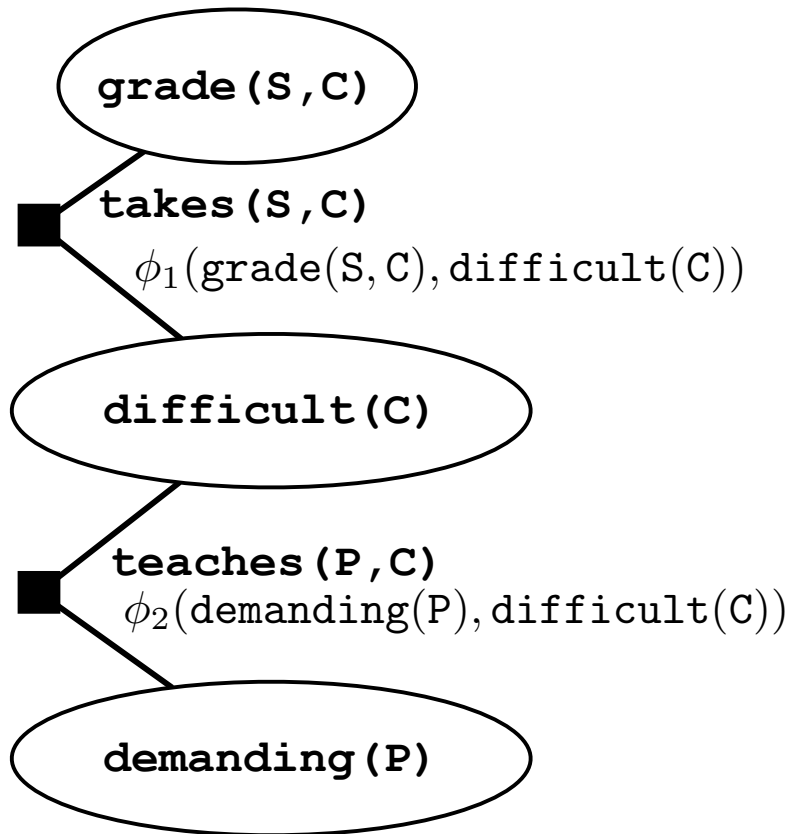 grade(S,C)
takes(S,C)
ϕ₁(grade(S, C), difficult(C))
difficult(C)
teaches(P,C)
ϕ₂(demanding(P), difficult(C))
demanding(P)